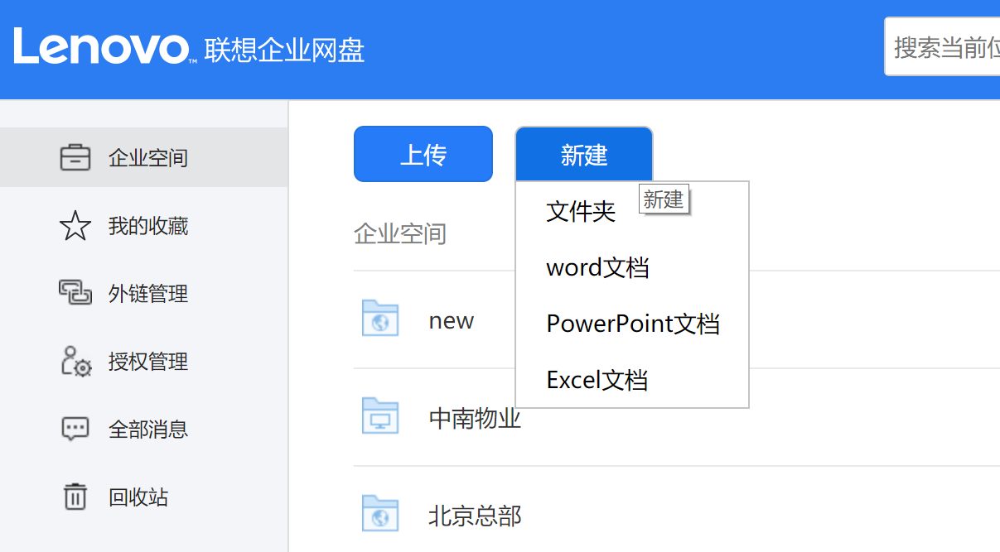 Lenovo™ 联想企业网盘
搜索当前位
企业空间
我的收藏
外链管理
授权管理
全部消息
回收站
上传
新建
文件夹
新建
word文档
PowerPoint文档
Excel文档
企业空间
new
中南物业
北京总部